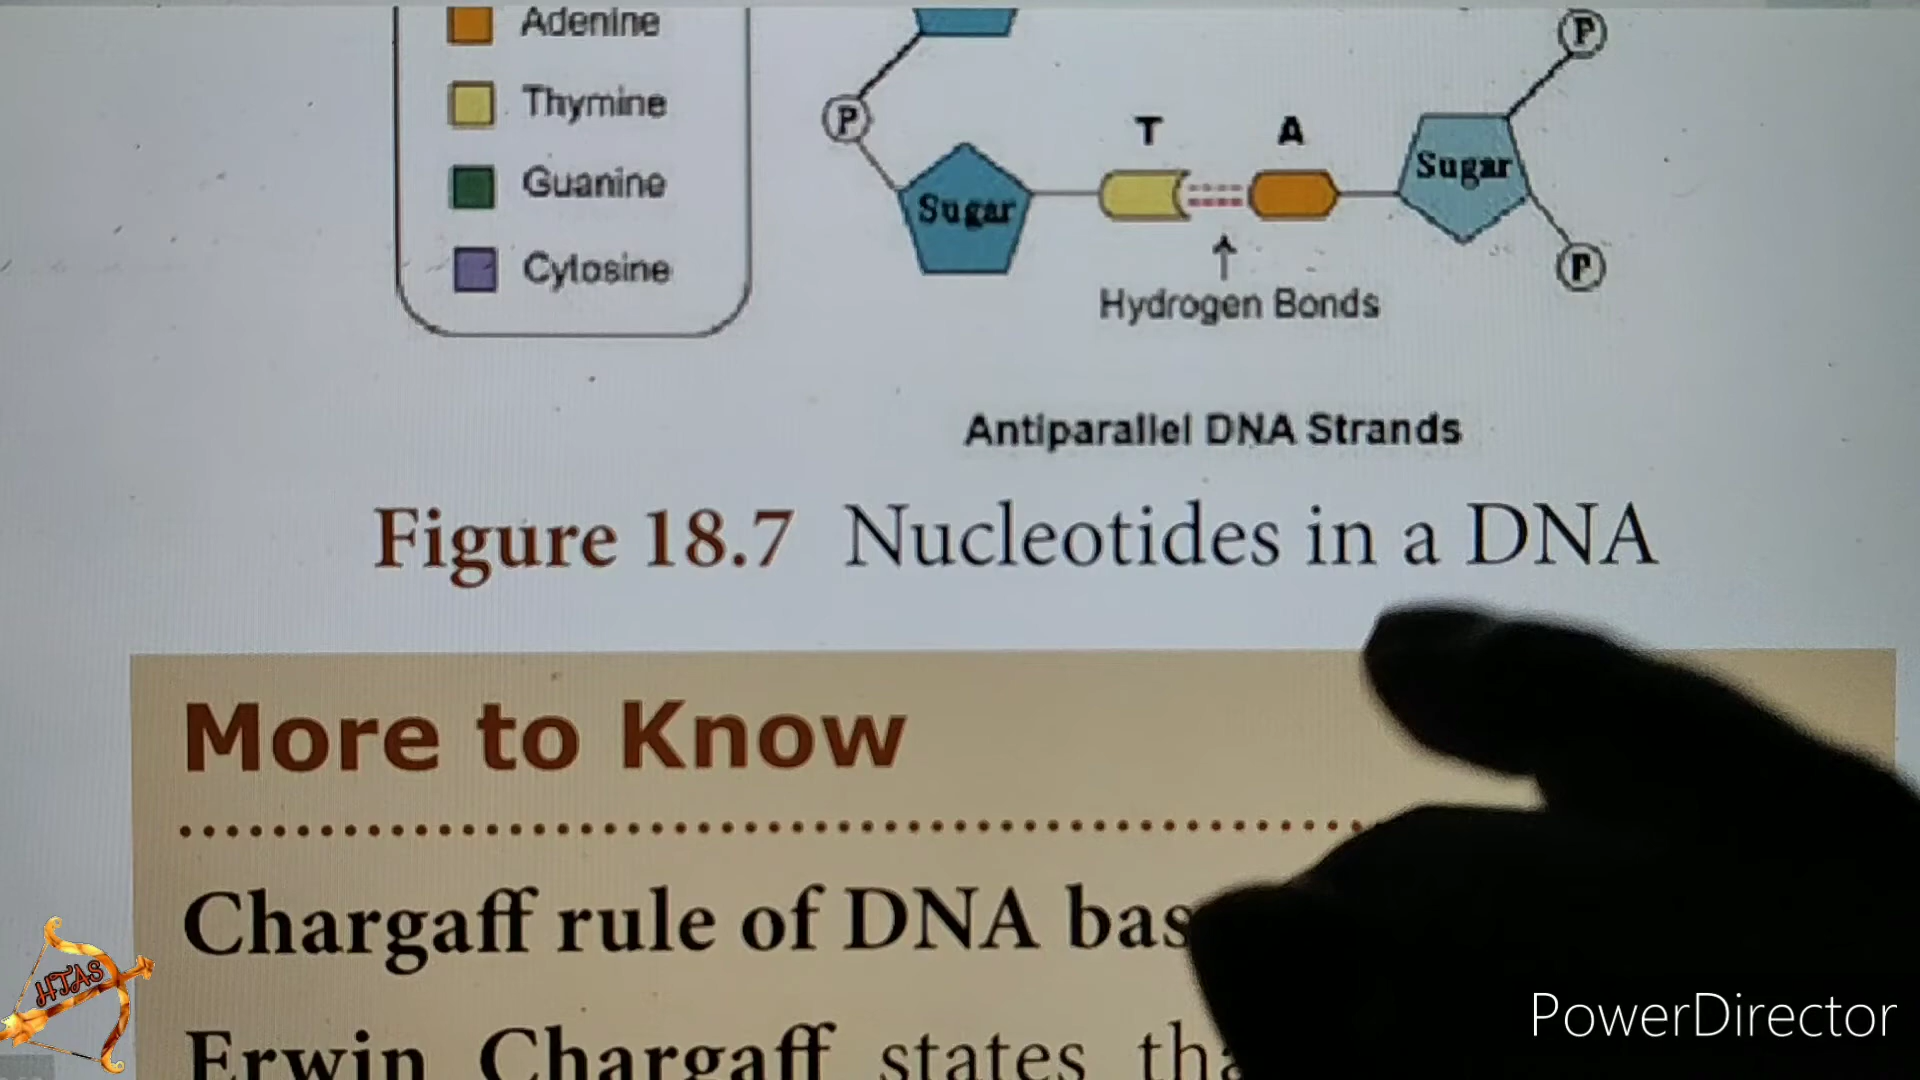 Adenine
Thymine
Guanine
Cytosine
P
P
T A
Sugar
Sugar
P
Hydrogen Bonds
Antiparallel DNA Strands
Figure 18.7 Nucleotides in a DNA
More to Know
Chargaff rule of DNA
Erwin Chargaff states
HTAS
PowerDirector